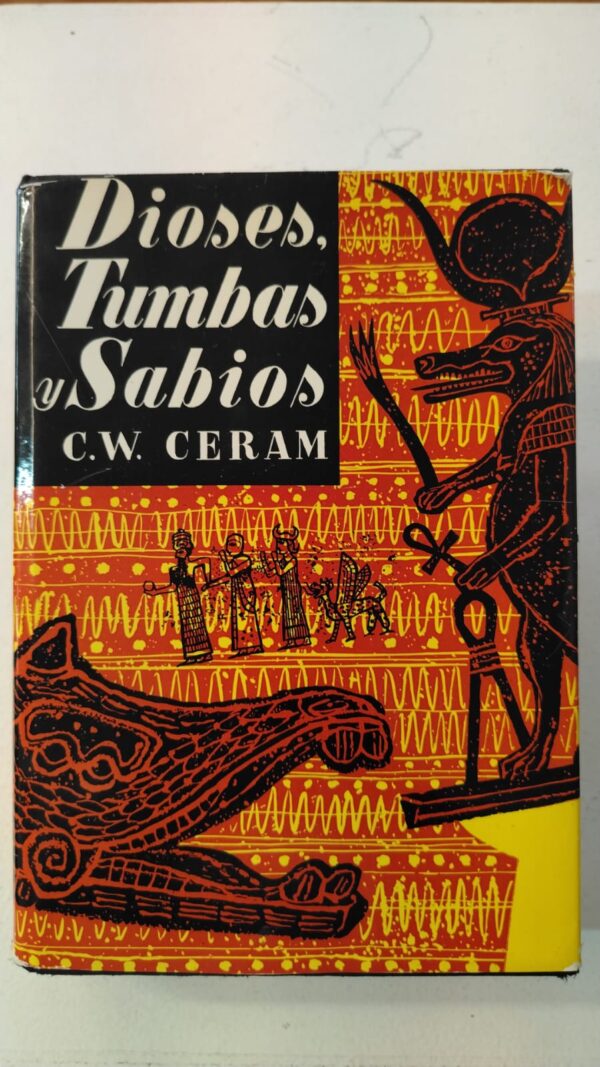 Dioses,
Tumbas
y Sabios
C.W. CERAM